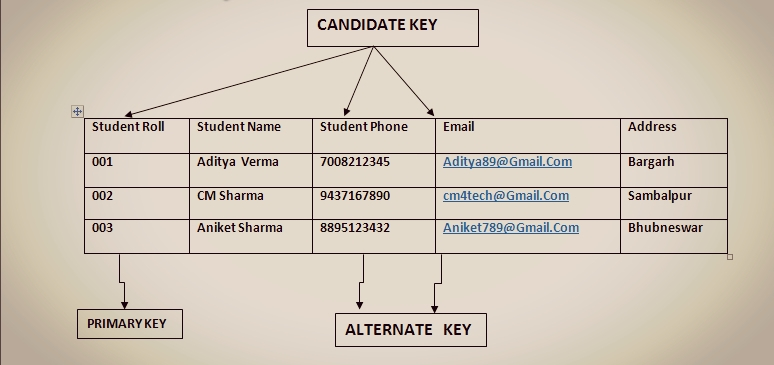 CANDIDATE KEY
Student Roll Student Name Student Phone Email Address
001 Aditya Verma 7008212345 Aditya89@Gmail.Com Bargarh
002 CM Sharma 9437167890 cm4tech@Gmail.Com Sambalpur
003 Aniket Sharma 8895123432 Aniket789@Gmail.Com Bhubneswar
PRIMARY KEY
ALTERNATE KEY